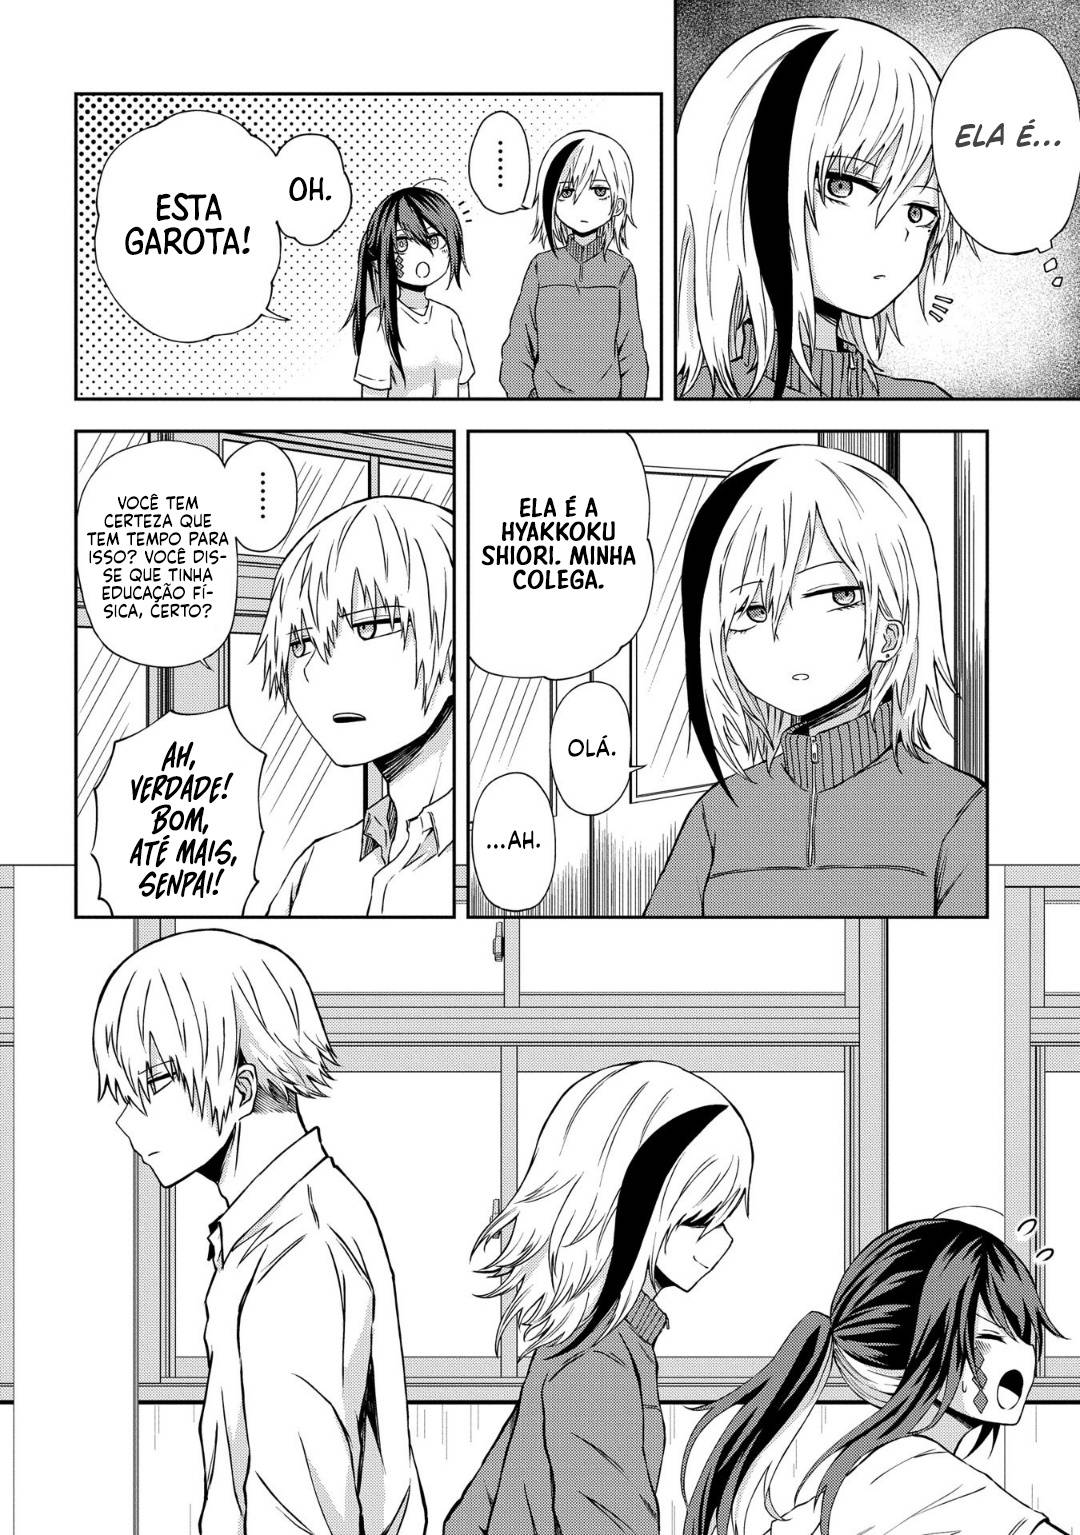 ELA É...
......
OH.
ESTA
GAROTA!
ELA É A
HYAKKOKU
SHIORI. MINHA
COLEGA.
OLÁ.
...AH.
......
VOCÊ TEM
CERTEZA QUE
TEM TEMPO PARA
ISSO? VOCÊ DIS-
SE QUE TINHA
EDUCAÇÃO FÍ-
SICA, CERTO?
AH,
VERDADE!
BOM,
ATÉ MAIS,
SENPAI!